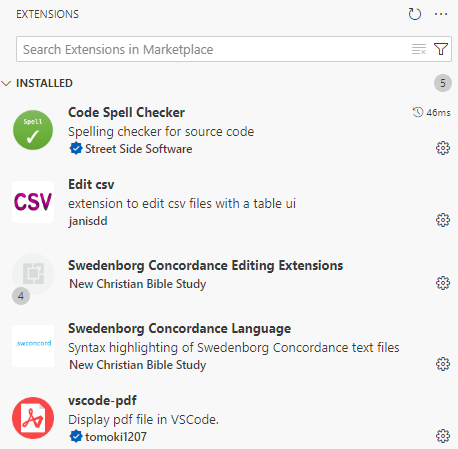 EXTENSIONS
Search Extensions in Marketplace
INSTALLED 5
Spell
Code Spell Checker 46ms
Spelling checker for source code
Street Side Software
CSV
Edit csv
extension to edit csv files with a table ui
janisdd
Swedenborg Concordance Editing Extensions
4
New Christian Bible Study
.swconcord
Swedenborg Concordance Language
Syntax highlighting of Swedenborg Concordance text files
New Christian Bible Study
vscode-pdf
Display pdf file in VSCode.
tomoki1207